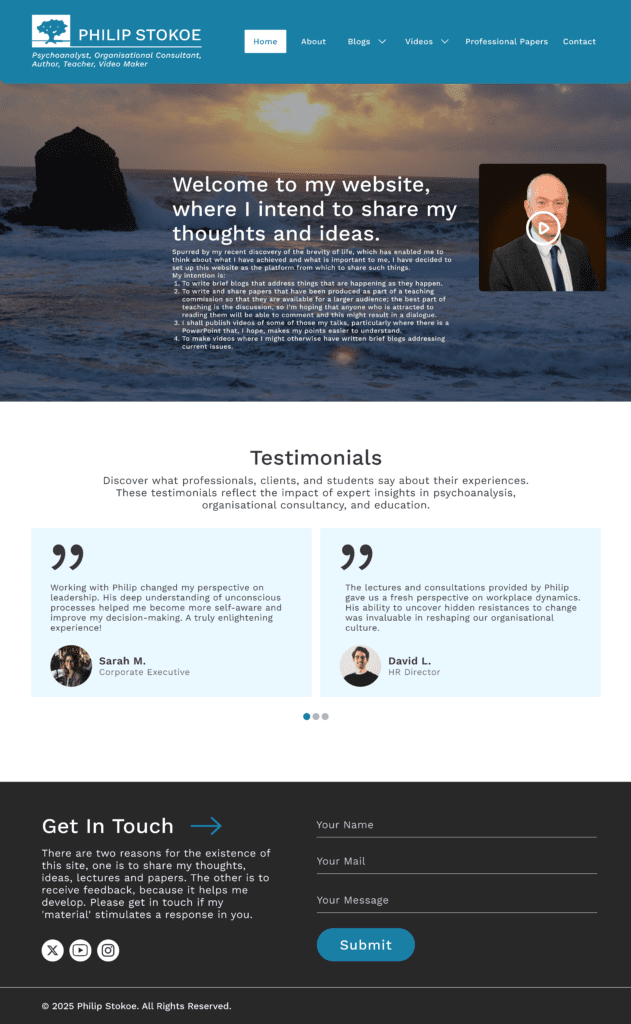 PHILIP STOKOE
Psychoanalyst, Organisational Consultant,
Author, Teacher, Video Maker
Home About Blogs Videos Professional Papers Contact
Welcome to my website,
where I intend to share my
thoughts and ideas.
Spurred by my recent discovery of the brevity of life, which has enabled me to
think about what I have achieved and what is important to me, I have decided to
set up this website as the platform from which to share such things.
My intention is:
1. To write brief blogs that address things that are happening as they happen.
2. To write and share papers that have been produced as part of a teaching
commission so that they are available for a larger audience; the best part of
teaching is the discussion, so I'm hoping that anyone who is attracted to
reading them will be able to comment and this might result in a dialogue.
3. I shall publish videos of some of those my talks, particularly where there is a
PowerPoint that, I hope, makes my points easier to understand.
4. To make videos where I might otherwise have written brief blogs addressing
current issues.
Testimonials
Discover what professionals, clients, and students say about their experiences.
These testimonials reflect the impact of expert insights in psychoanalysis,
organisational consultancy, and education.
Working with Philip changed my perspective on
leadership. His deep understanding of unconscious
processes helped me become more self-aware and
improve my decision-making. A truly enlightening
experience!
Sarah M.
Corporate Executive
The lectures and consultations provided by Philip
gave us a fresh perspective on workplace dynamics.
His ability to uncover hidden resistances to change
was invaluable in reshaping our organisational
culture.
David L.
HR Director
Get In Touch
There are two reasons for the existence of
this site, one is to share my thoughts,
ideas, lectures and papers. The other is to
receive feedback, because it helps me
develop. Please get in touch if my
'material' stimulates a response in you.
Your Name
Your Mail
Your Message
Submit
© 2025 Philip Stokoe. All Rights Reserved.